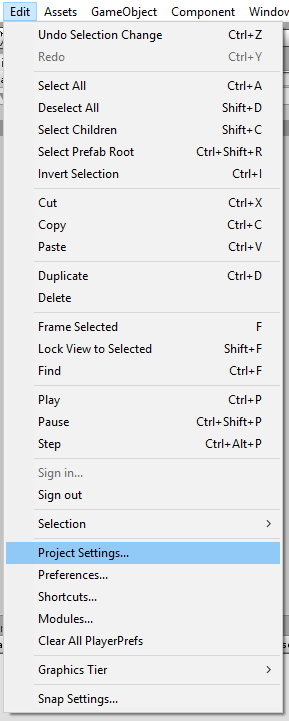 Edit Assets GameObject Component Window
Undo Selection Change Ctrl+Z
Redo Ctrl+Y
Select All Ctrl+A
Deselect All Shift+D
Select Children Shift+C
Select Prefab Root Ctrl+Shift+R
Invert Selection Ctrl+I
Cut Ctrl+X
Copy Ctrl+C
Paste Ctrl+V
Duplicate Ctrl+D
Delete
Frame Selected F
Lock View to Selected Shift+F
Find Ctrl+F
Play Ctrl+P
Pause Ctrl+Shift+P
Step Ctrl+Alt+P
Sign in...
Sign out
Selection
Project Settings...
Preferences...
Shortcuts...
Modules...
Clear All PlayerPrefs
Graphics Tier
Snap Settings...